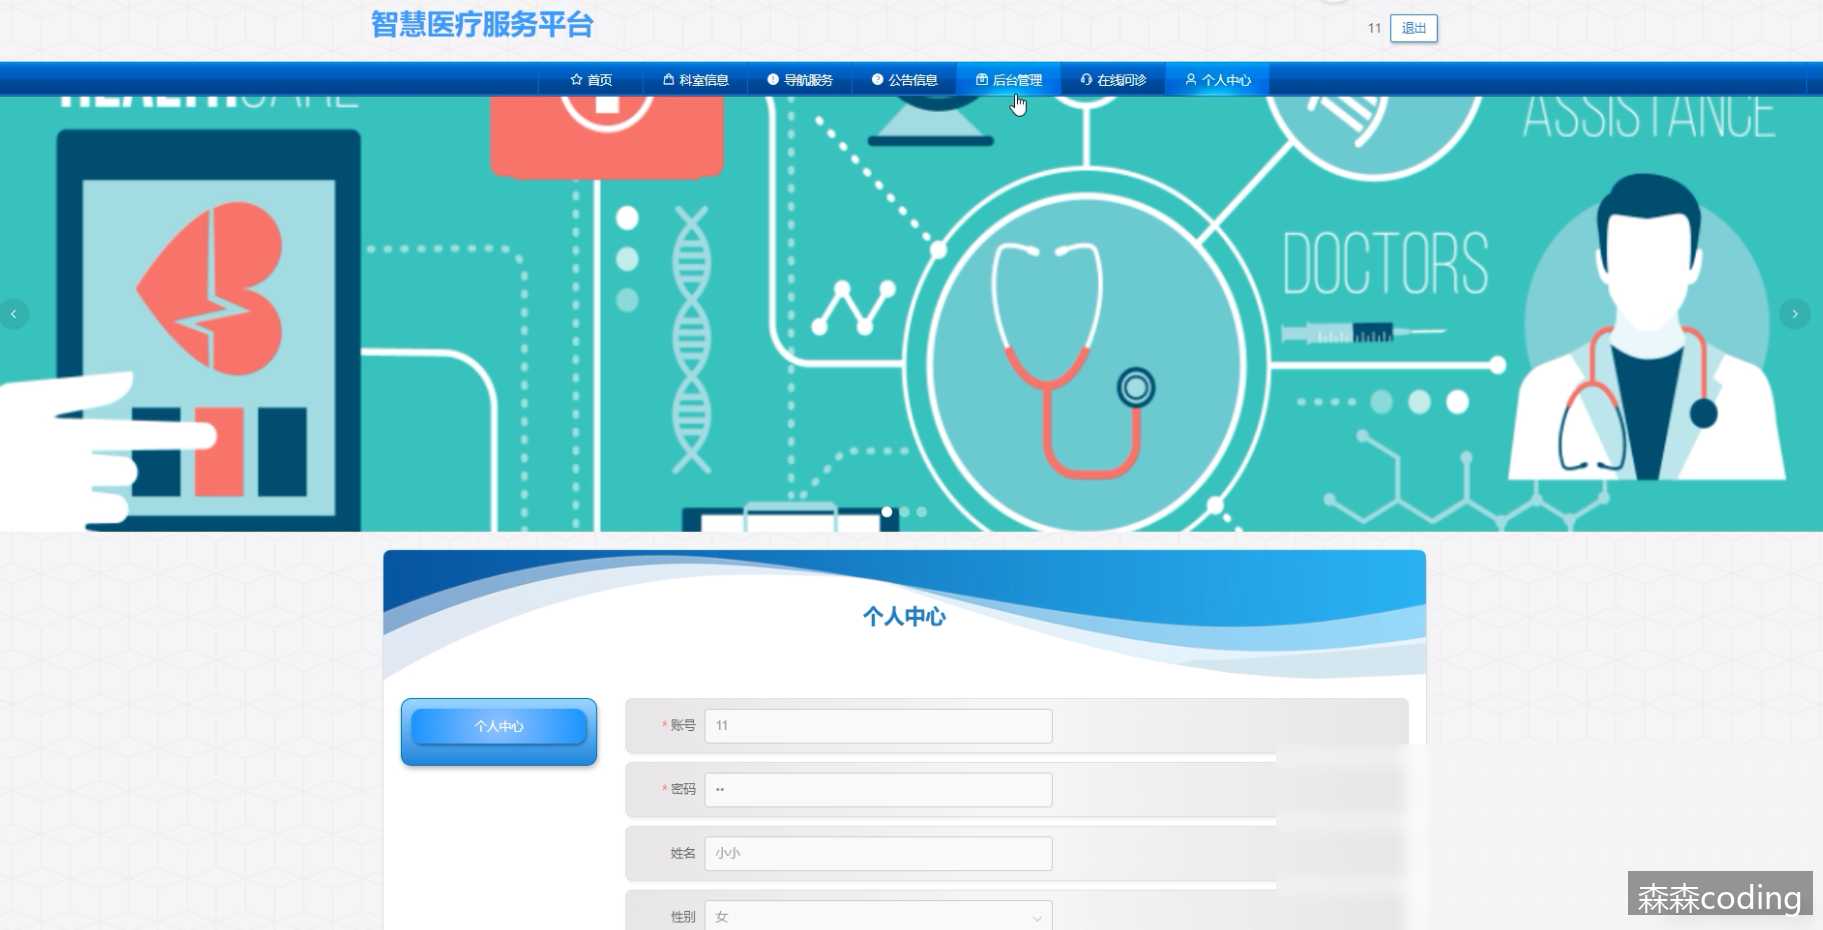 智慧医疗服务平台
11 退出
首页 科室信息 导航服务 公告信息 后台管理 在线问诊 个人中心
HEALTHCARE
ASSISTANCE
DOCTORS
个人中心
个人中心
* 账号 11
* 密码 ••
姓名 小小
性别 女
森森coding